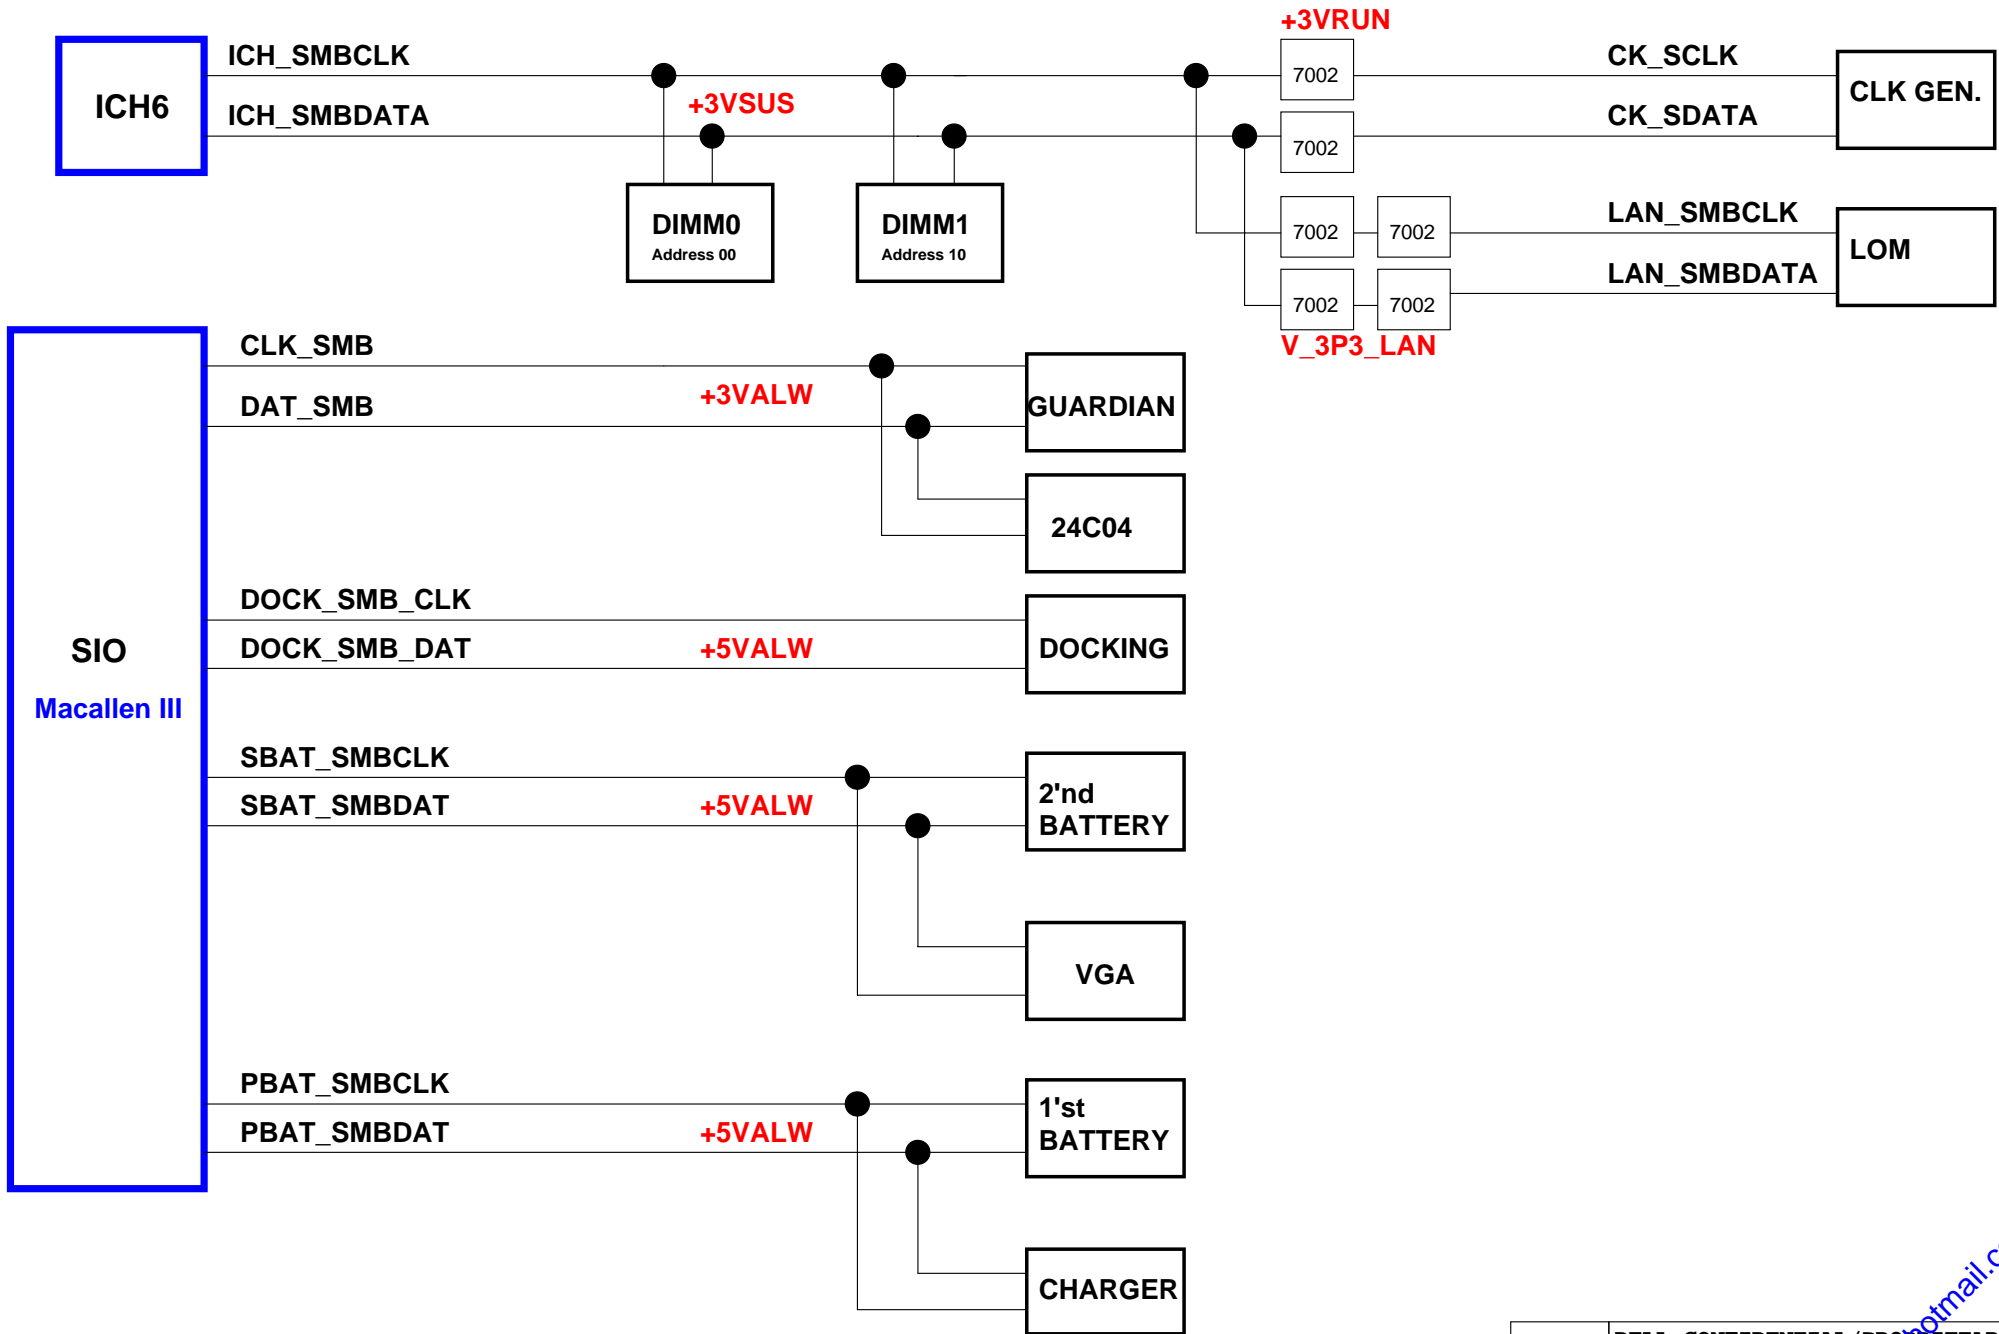 +3VRUN
ICH6
ICH_SMBCLK
ICH_SMBDATA
+3VSUS
7002
7002
CK_SCLK
CK_SDATA
CLK GEN.
DIMM0
Address 00
DIMM1
Address 10
7002
7002
LAN_SMBCLK
LAN_SMBDATA
LOM
7002
7002
V_3P3_LAN
SIO
Macallen III
CLK_SMB
DAT_SMB
+3VALW
GUARDIAN
24C04
DOCK_SMB_CLK
DOCK_SMB_DAT
+5VALW
DOCKING
SBAT_SMBCLK
SBAT_SMBDAT
+5VALW
2'nd
BATTERY
VGA
PBAT_SMBCLK
PBAT_SMBDAT
+5VALW
1'st
BATTERY
CHARGER